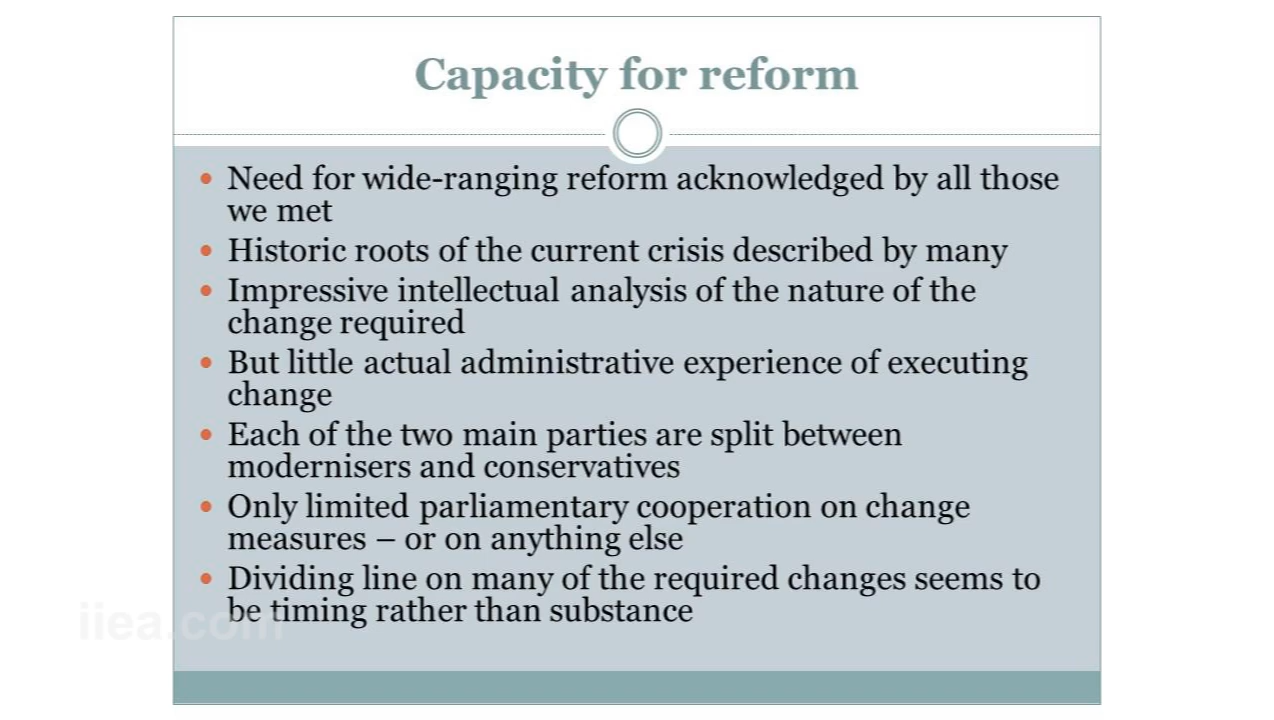 Capacity for reform
• Need for wide-ranging reform acknowledged by all those
we met
• Historic roots of the current crisis described by many
• Impressive intellectual analysis of the nature of the
change required
• But little actual administrative experience of executing
change
• Each of the two main parties are split between
modernisers and conservatives
• Only limited parliamentary cooperation on change
measures – or on anything else
• Dividing line on many of the required changes seems to
be timing rather than substance
iiea.com